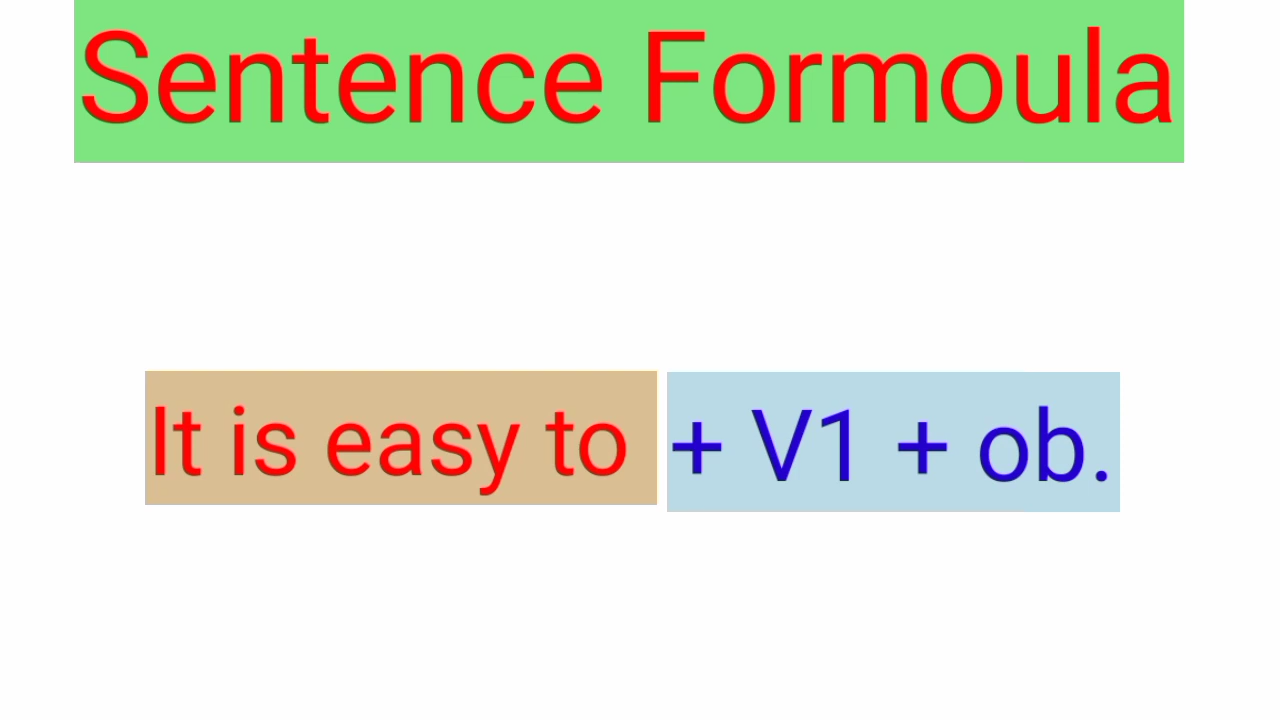 Sentence Formoula
It is easy to + V1 + ob.